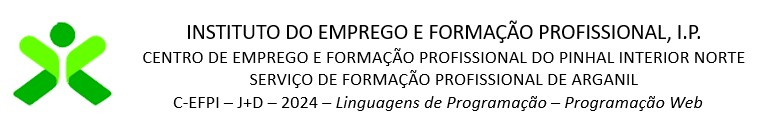 INSTITUTO DO EMPREGO E FORMAÇÃO PROFISSIONAL, I.P.
CENTRO DE EMPREGO E FORMAÇÃO PROFISSIONAL DO PINHAL INTERIOR NORTE
SERVIÇO DE FORMAÇÃO PROFISSIONAL DE ARGANIL
C-EFPI – J+D – 2024 – Linguagens de Programação – Programação Web